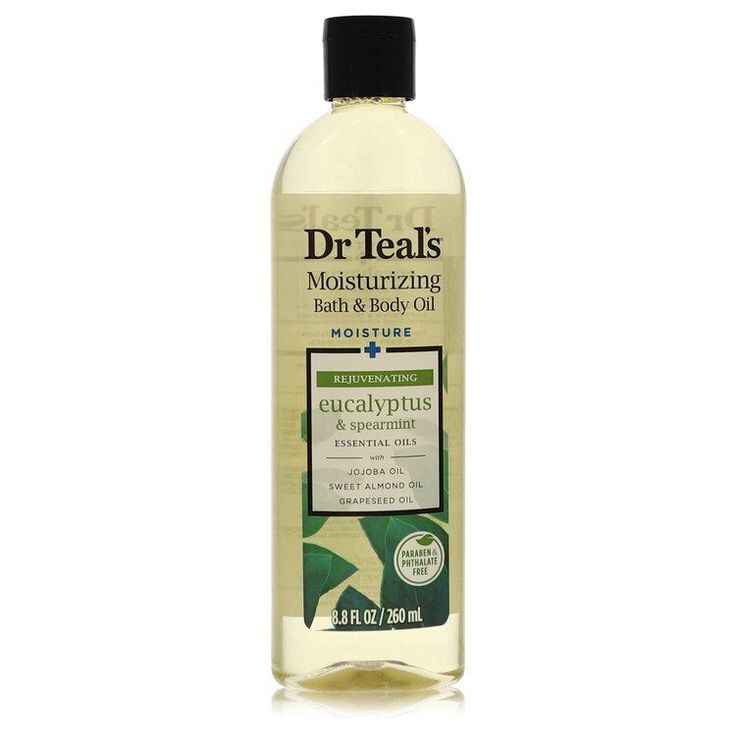 Dr Teal's
Moisturizing
Bath & Body Oil
MOISTURE
+
REJUVENATING
eucalyptus
& spearmint
ESSENTIAL OILS
with
JOJOBA OIL
SWEET ALMOND OIL
GRAPESEED OIL
PARABEN &
PHTHALATE
FREE
8.8 FL OZ / 260 mL